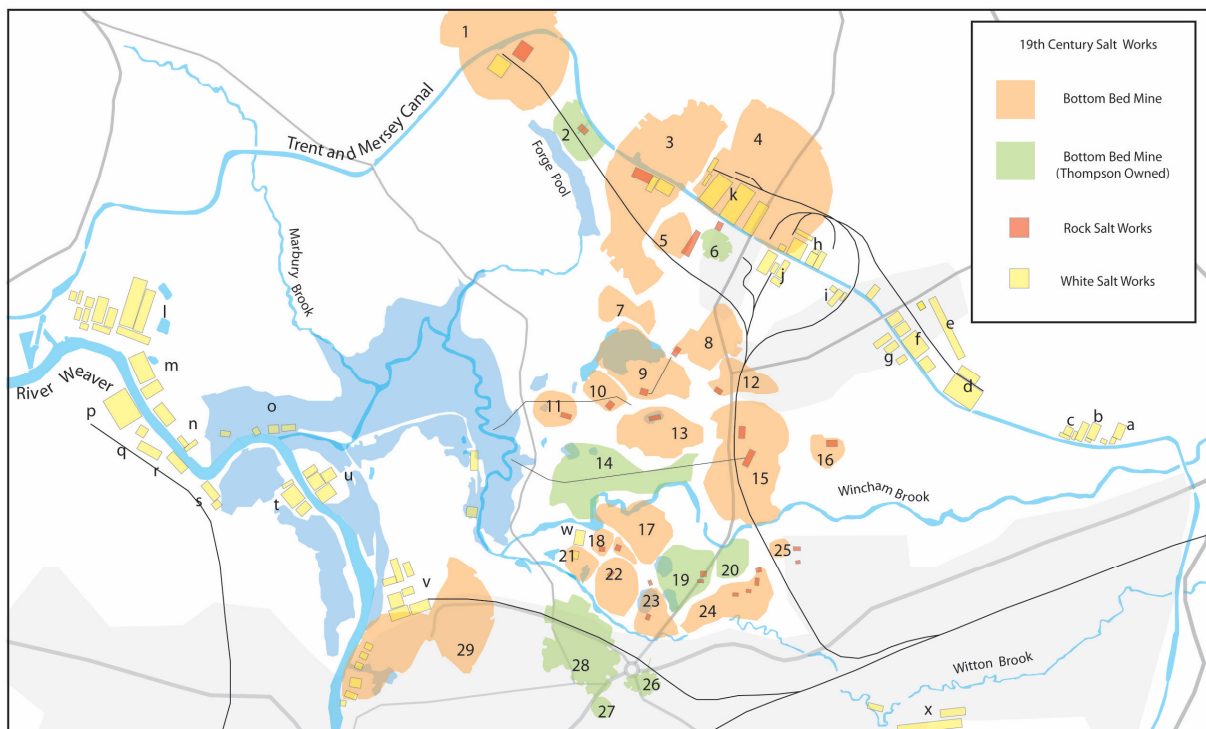 19th Century Salt Works
Bottom Bed Mine
Bottom Bed Mine
(Thompson Owned)
Rock Salt Works
White Salt Works
Trent and Mersey Canal
Forge Pool
Marbury Brook
River Weaver
Wincham Brook
Witton Brook
1
2
3
4
k
5
6
h
j
i
e
f
g
d
7
8
l
m
9
12
10
11
p
o
n
13
c
b
a
q
r
14
15
16
u
s
t
17
w
18
21
25
22
19
20
v
23
24
29
28
26
27
x